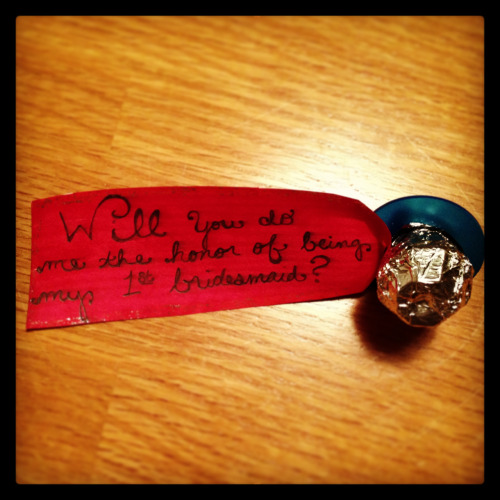 Will you do
me the honor of being
my 1st bridesmaid?